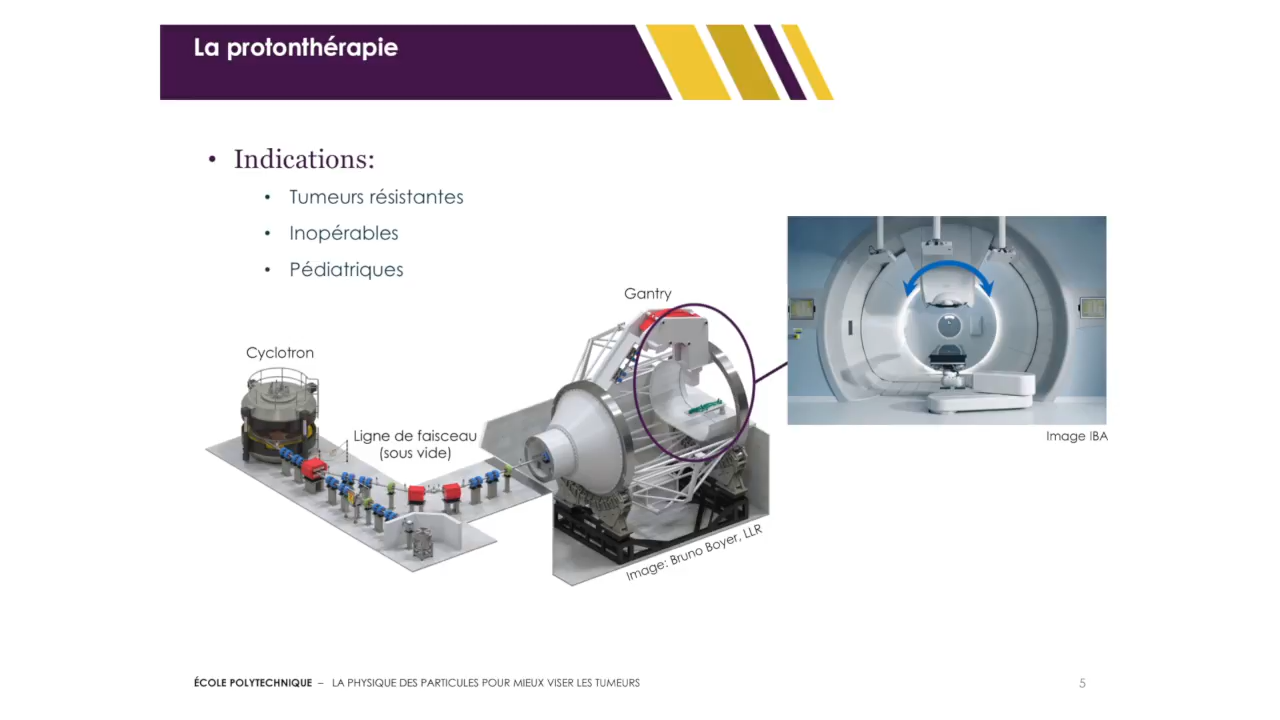 La protonthérapie
• Indications:
• Tumeurs résistantes
• Inopérables
• Pédiatriques
Gantry
Cyclotron
Ligne de faisceau
(sous vide)
Image IBA
Image: Bruno Boyer, LLR
ÉCOLE POLYTECHNIQUE – LA PHYSIQUE DES PARTICULES POUR MIEUX VISER LES TUMEURS
5